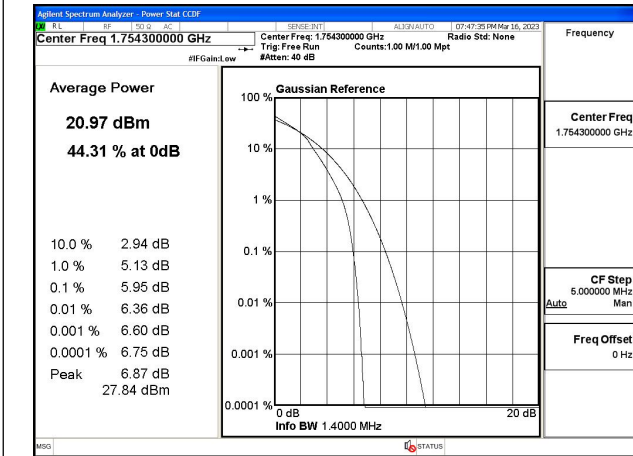 Agilent Spectrum Analyzer - Power Stat CCDF
RL RF 50 Ω AC SENSE:INT ALIGN AUTO 07:47:35 PM Mar 16, 2023
Center Freq 1.754300000 GHz Center Freq: 1.754300000 GHz Radio Std: None Frequency
Trig: Free Run Counts:1.00 M/1.00 Mpt
#IFGain:Low #Atten: 40 dB
Average Power
20.97 dBm
44.31 % at 0dB
10.0 % 2.94 dB
1.0 % 5.13 dB
0.1 % 5.95 dB
0.01 % 6.36 dB
0.001 % 6.60 dB
0.0001 % 6.75 dB
Peak 6.87 dB
27.84 dBm
Gaussian Reference
100 %
10 %
1 %
0.1 %
0.01 %
0.001 %
0.0001 %
0 dB 20 dB
Info BW 1.4000 MHz
Center Freq
1.754300000 GHz
CF Step
5.000000 MHz
Auto Man
Freq Offset
0 Hz
MSG STATUS